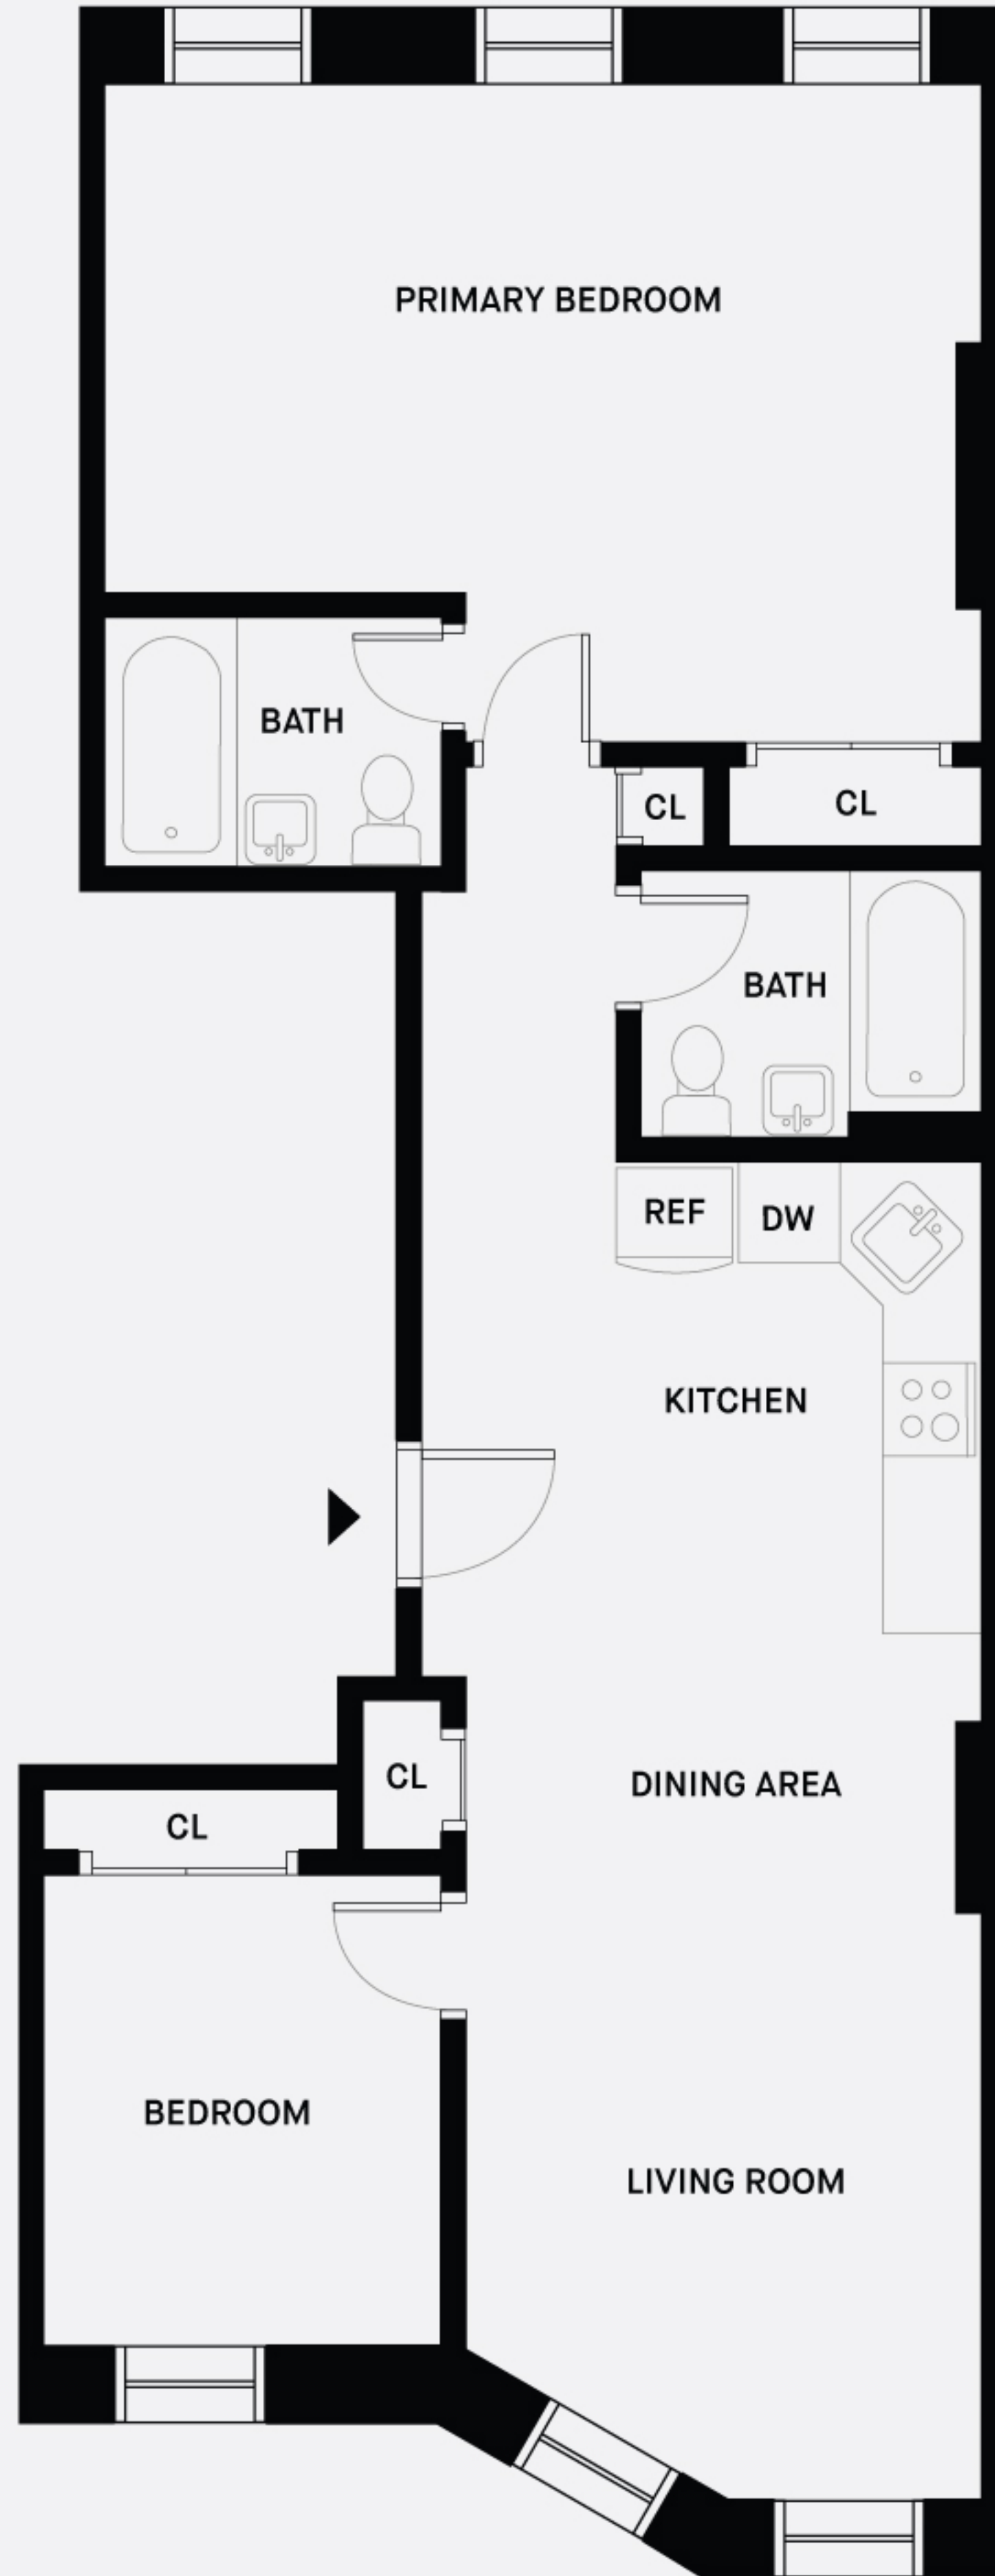 PRIMARY BEDROOM
BATH
CL
CL
BATH
REF
DW
KITCHEN
CL
DINING AREA
CL
BEDROOM
LIVING ROOM